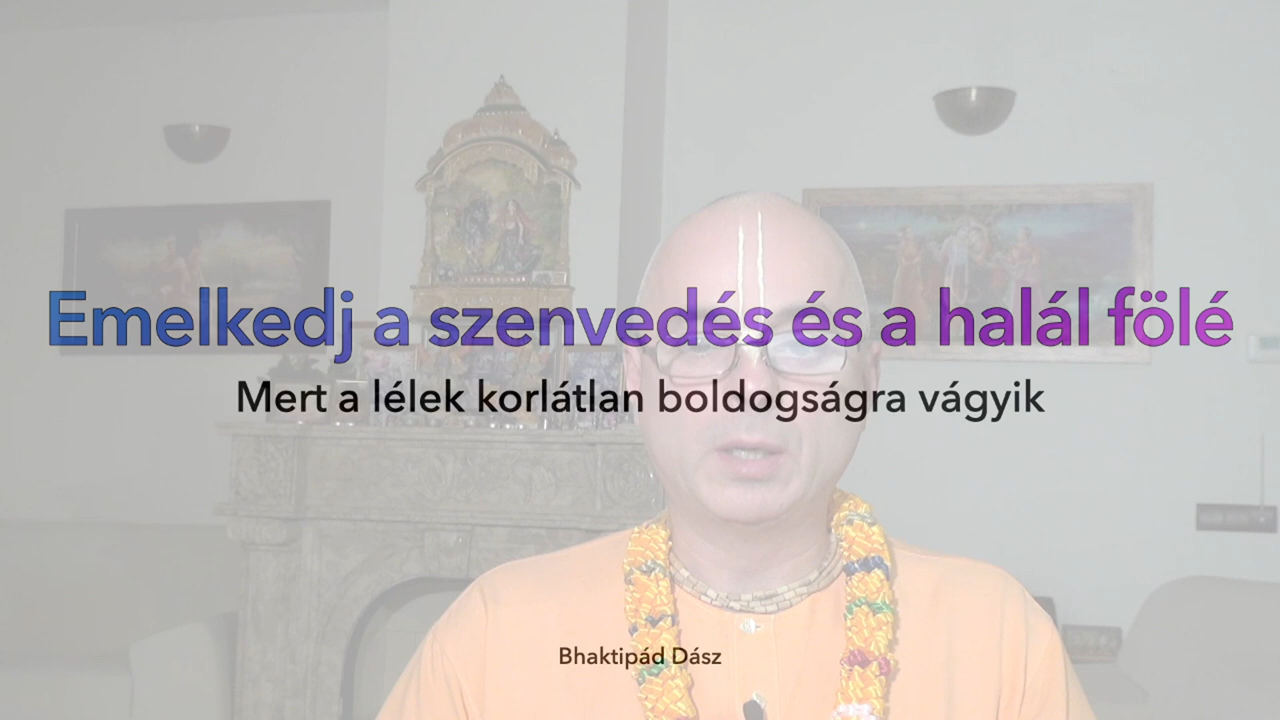 Emelkedj a szenvedés és a halál fölé
Mert a lélek korlátlan boldogságra vágyik
Bhaktipád Dász